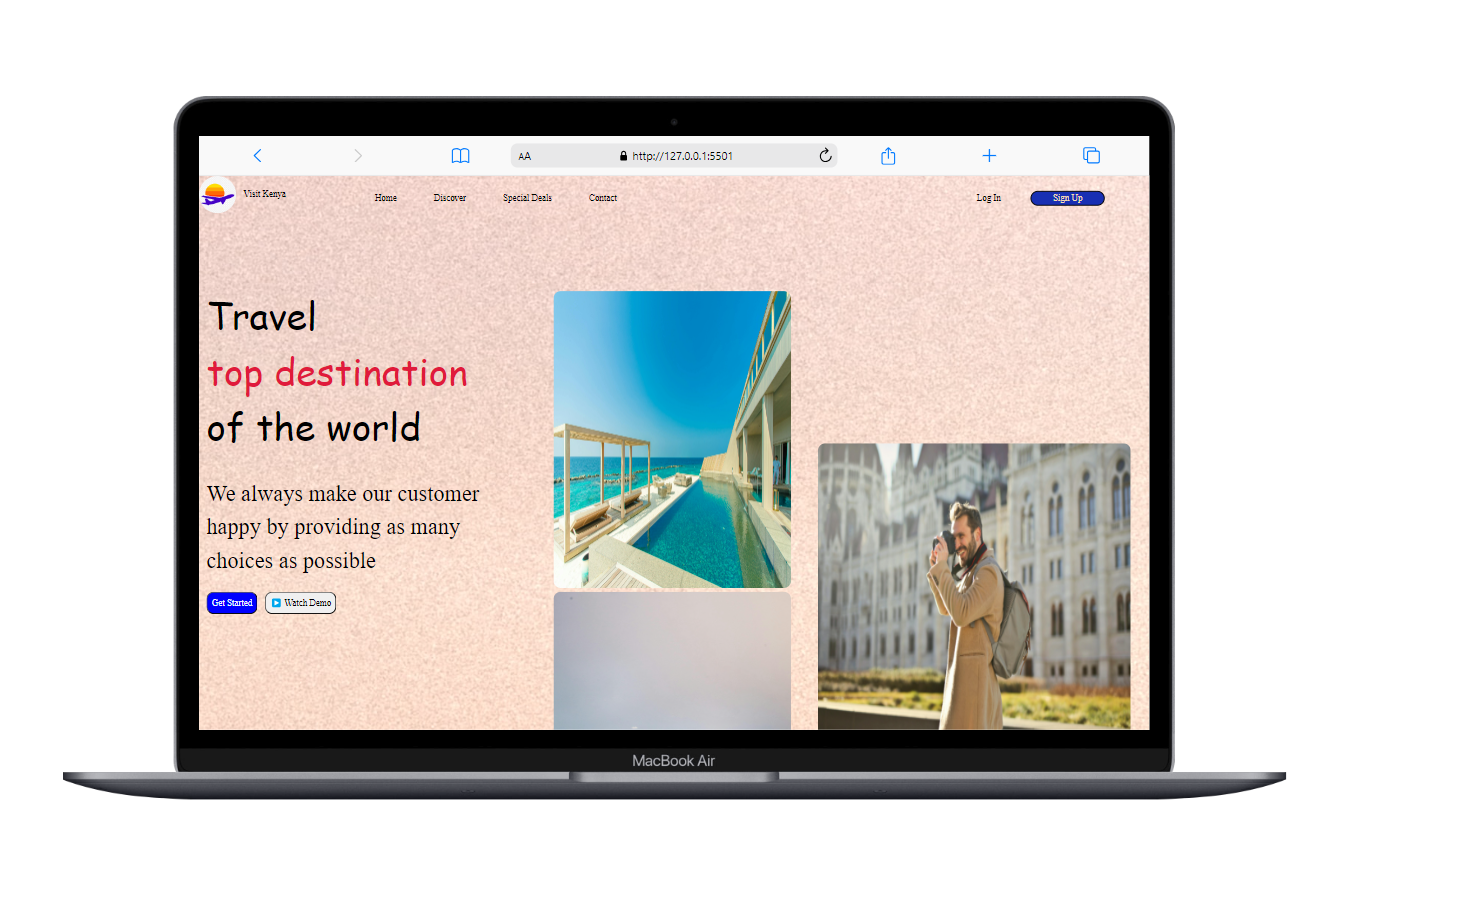 AA
http://127.0.0.1:5501
Visit Kenya
Home
Discover
Special Deals
Contact
Log In
Sign Up
Travel
top destination
of the world
We always make our customer
happy by providing as many
choices as possible
Get Started
Watch Demo
MacBook Air